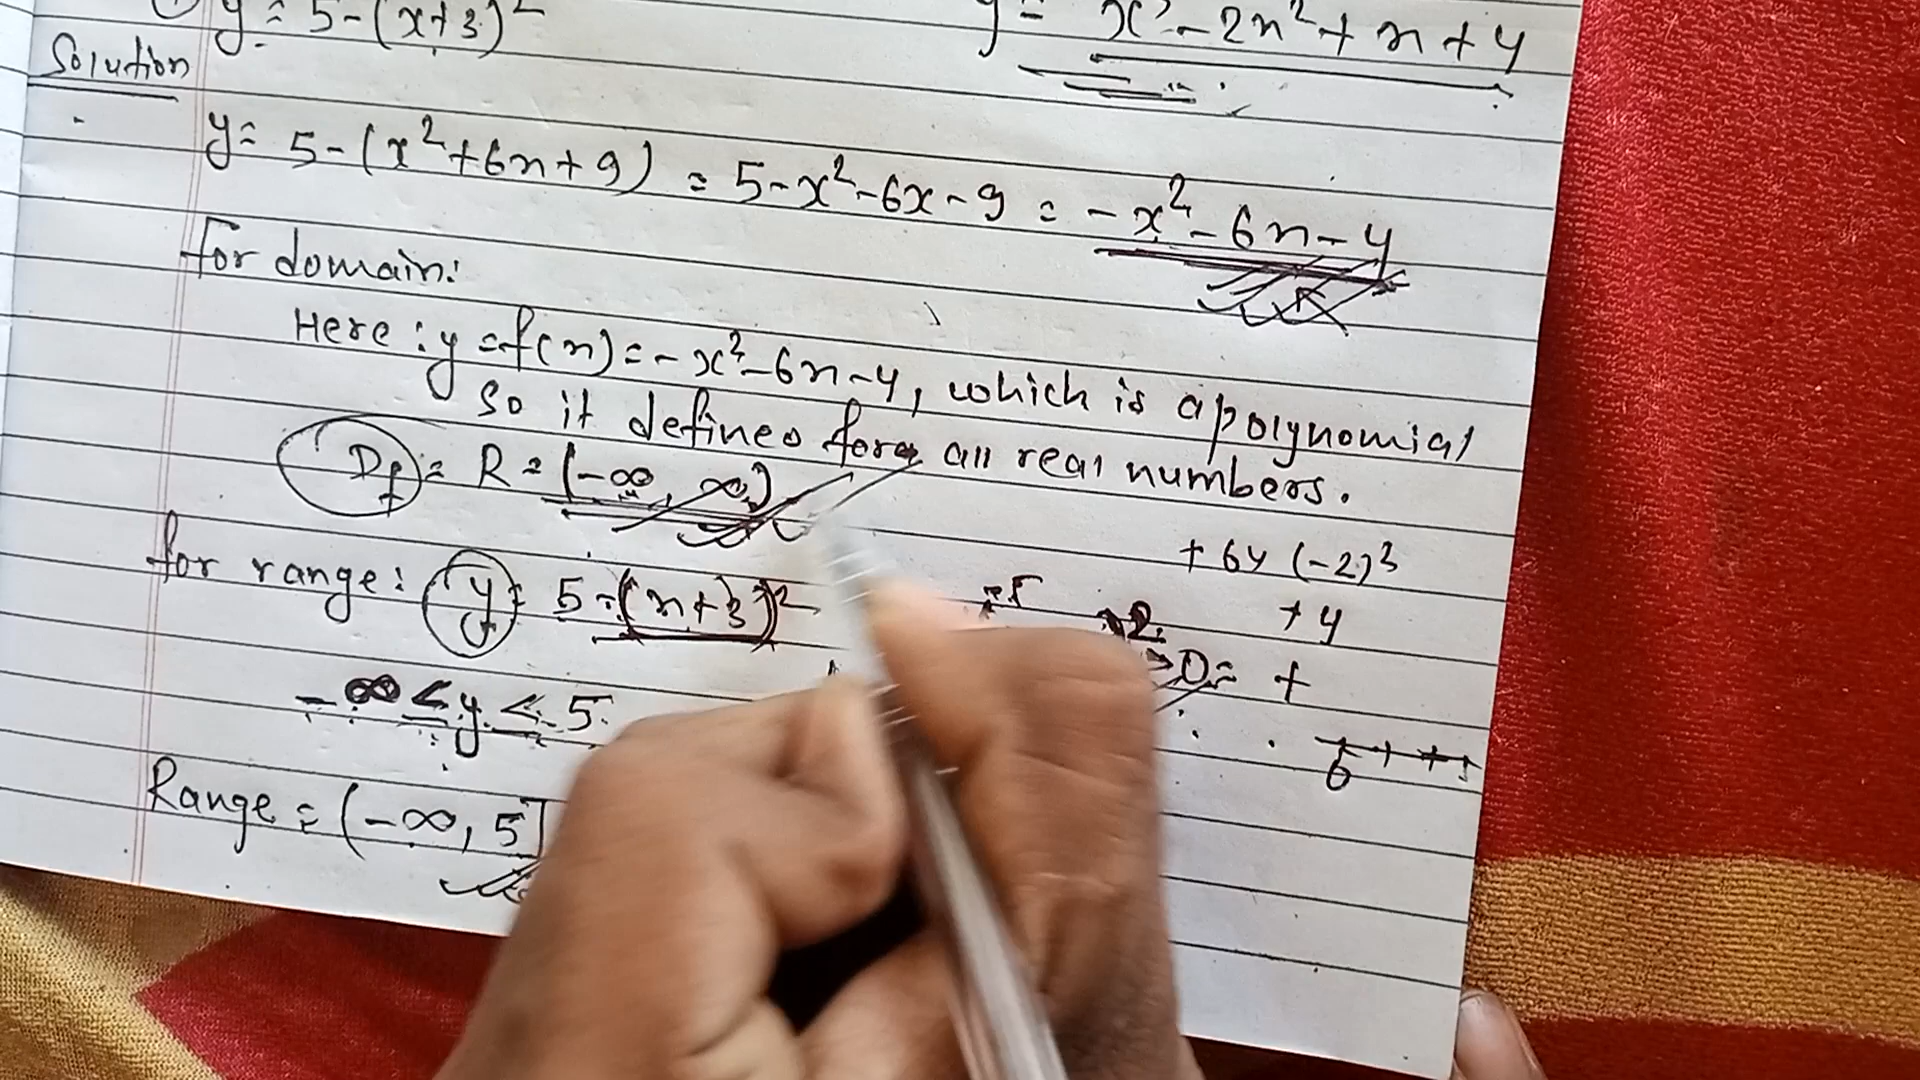 y = 5-(x+3)²
y = x³-2x²+x+4
Solution
y= 5-(x²+6x+9) = 5-x²-6x-9 = -x²-6x-4
for domain:
Here : y =f(x) = -x²-6x-4, which is a polynomial
so it defines for all real numbers.
Df = R = (-∞, ∞)
for range: y= 5-(x+3)²
-∞ < y ≤ 5
Range = (-∞, 5]
+ 64 (-2)3
+ 4
0= +